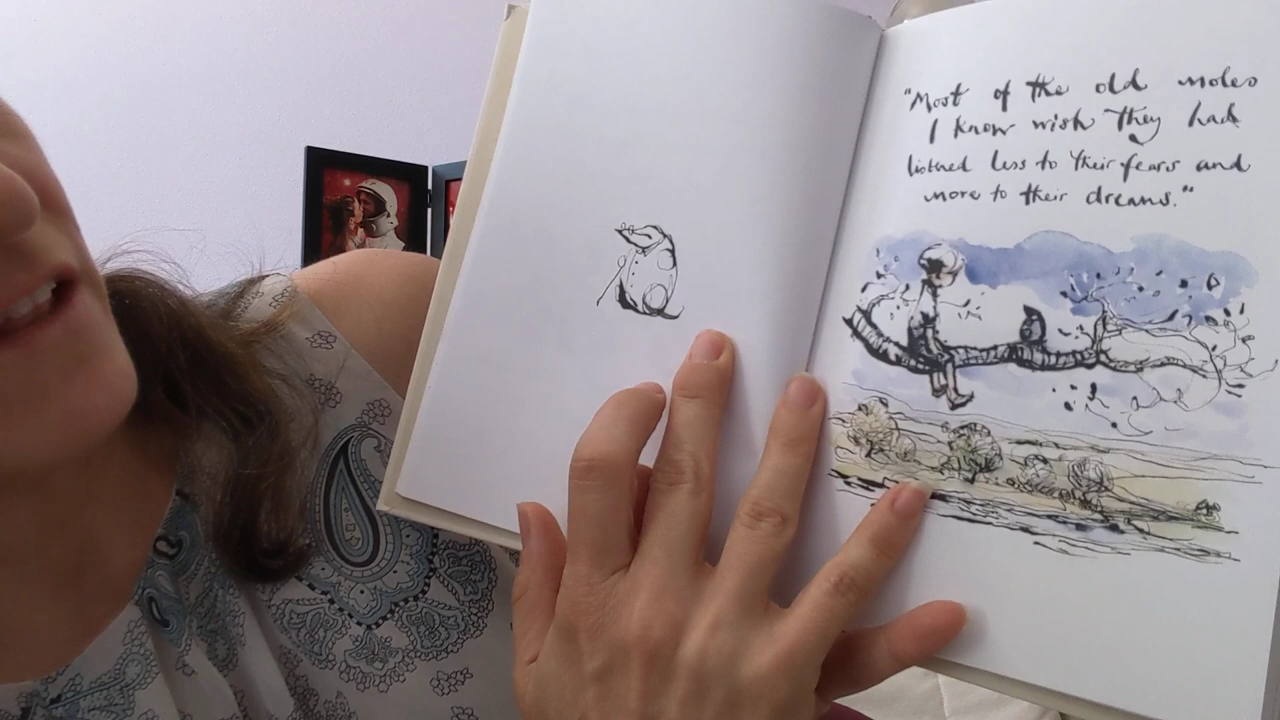 "Most of the old moles
I know wish they had
listened less to their fears and
more to their dreams."